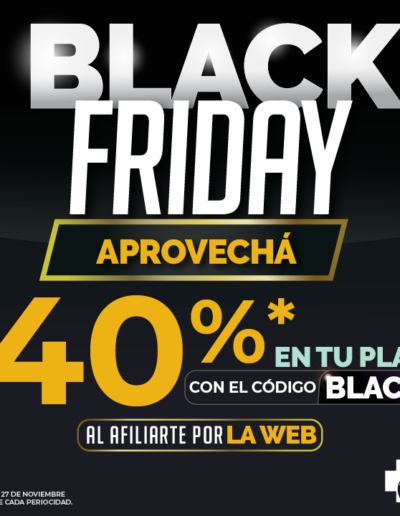 BLACK
FRIDAY
APROVECHÁ
40%*
EN TU PLA
CON EL CÓDIGO BLAC
AL AFILIARTE POR LA WEB
27 DE NOVIEMBRE
E CADA PERIOCIDAD.